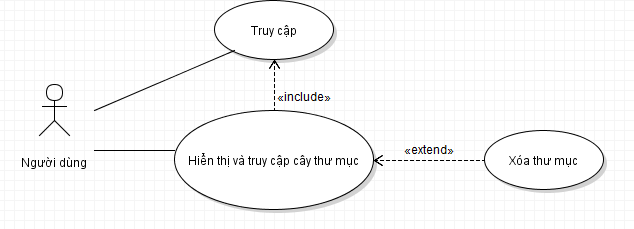 Truy cập
«include»
Người dùng
Hiển thị và truy cập cây thư mục
«extend»
Xóa thư mục